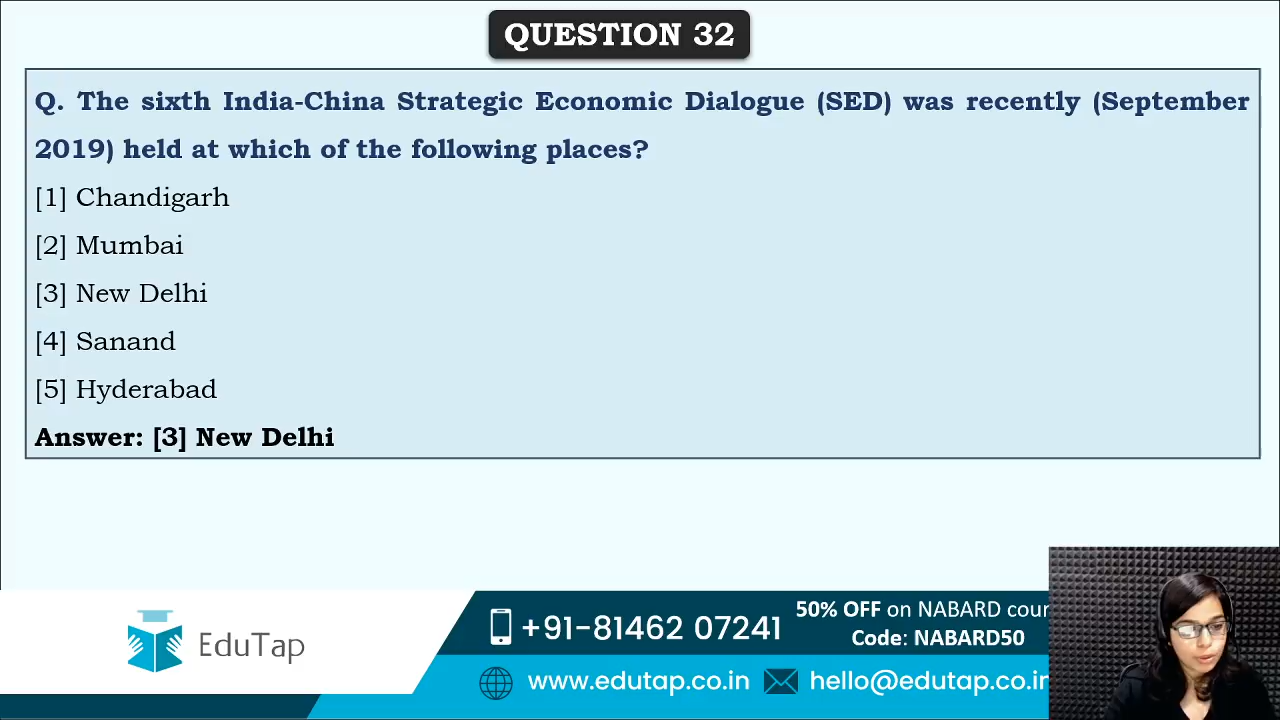 QUESTION 32
Q. The sixth India-China Strategic Economic Dialogue (SED) was recently (September
2019) held at which of the following places?
[1] Chandigarh
[2] Mumbai
[3] New Delhi
[4] Sanand
[5] Hyderabad
Answer: [3] New Delhi
EduTap
+91-81462 07241
50% OFF on NABARD cour
Code: NABARD50
www.edutap.co.in
hello@edutap.co.in